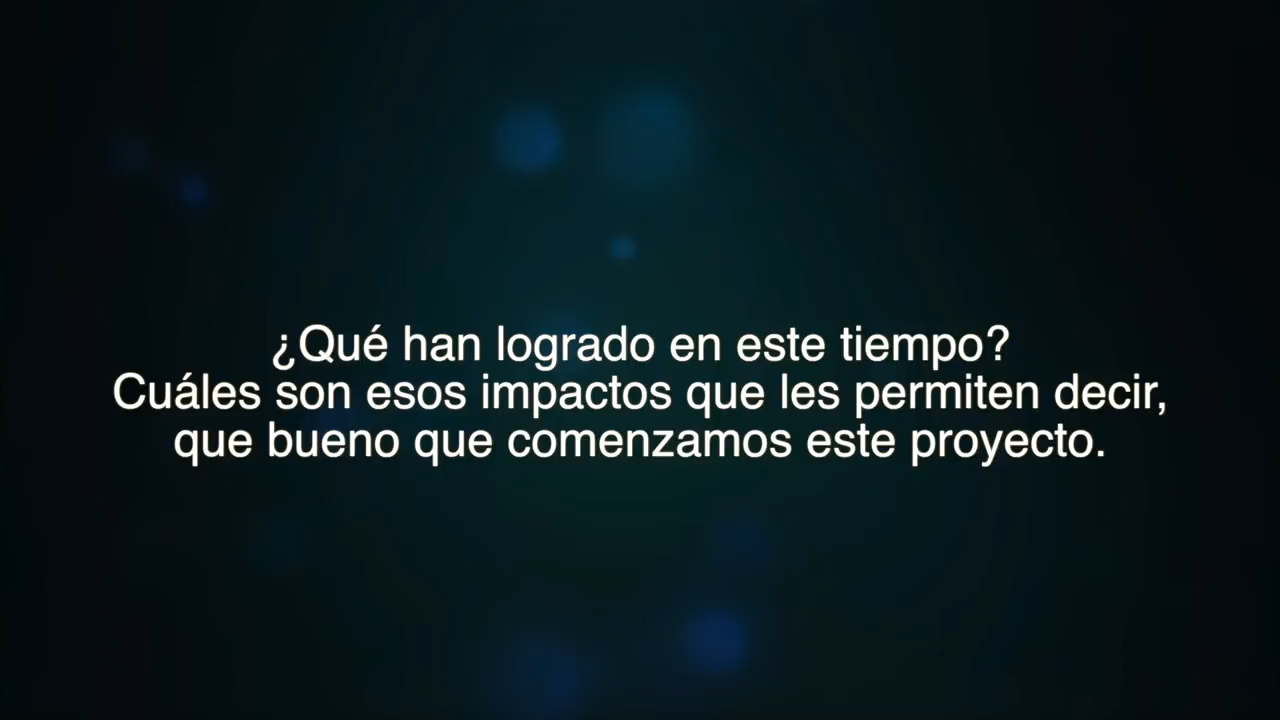 ¿Qué han logrado en este tiempo?
Cuáles son esos impactos que les permiten decir,
que bueno que comenzamos este proyecto.